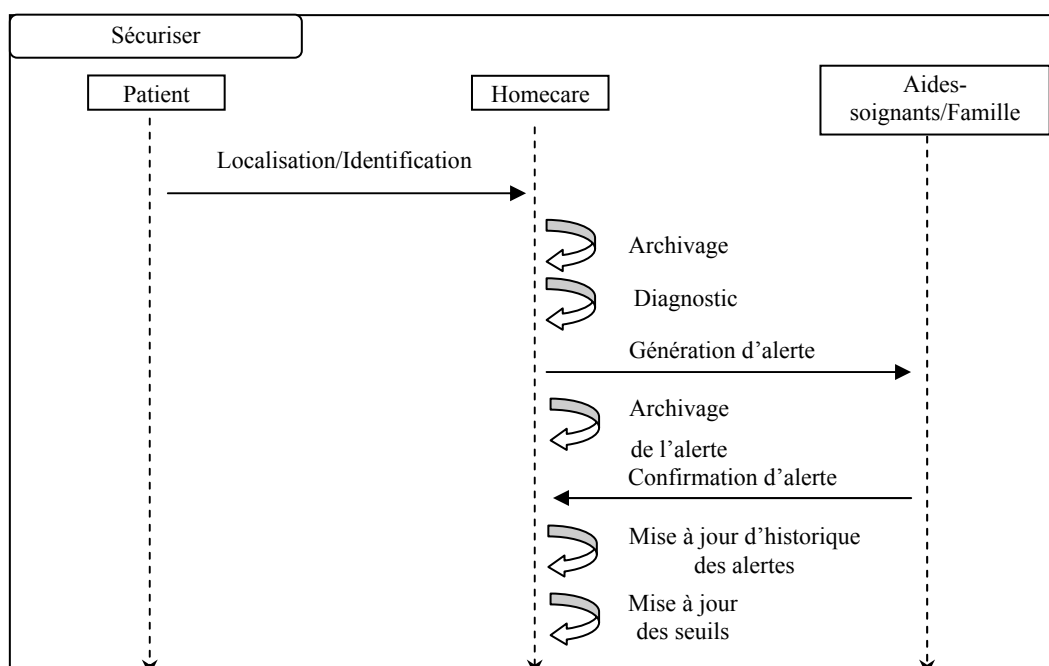 Sécuriser
Patient
Homecare
Aides-
soignants/Famille
Localisation/Identification
Archivage
Diagnostic
Génération d’alerte
Archivage
de l’alerte
Confirmation d’alerte
Mise à jour d’historique
des alertes
Mise à jour
des seuils